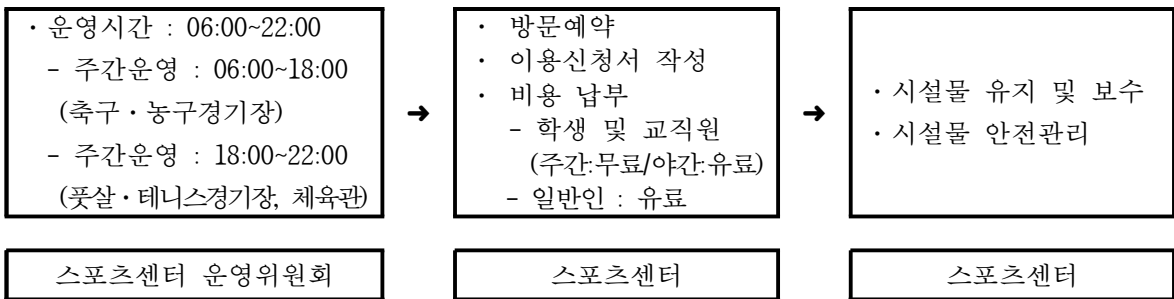 · 운영시간 : 06:00~22:00
- 주간운영 : 06:00~18:00
(축구·농구경기장)
- 주간운영 : 18:00~22:00
(풋살·테니스경기장, 체육관)
➜
· 방문예약
· 이용신청서 작성
· 비용 납부
- 학생 및 교직원
(주간:무료/야간:유료)
- 일반인 : 유료
➜
· 시설물 유지 및 보수
· 시설물 안전관리
스포츠센터 운영위원회
스포츠센터
스포츠센터